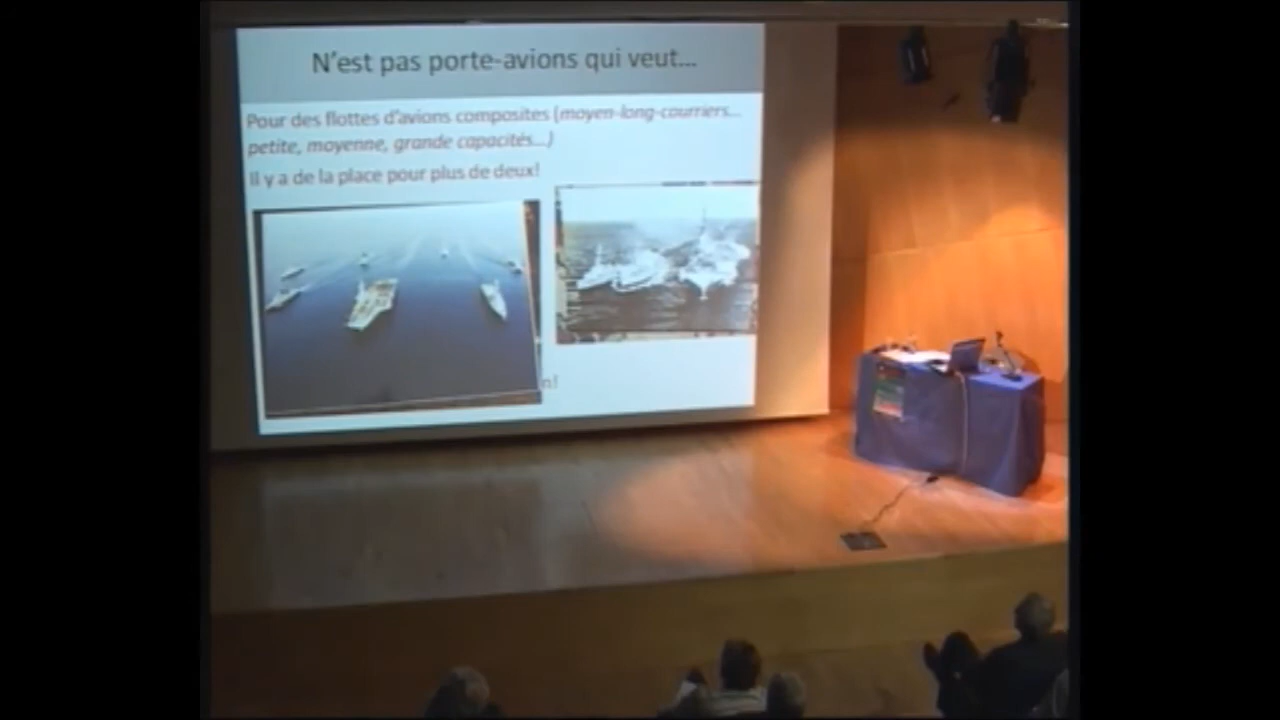 N'est pas porte-avions qui veut...
Pour des flottes d'avions composites (moyen-long-courriers...
petite, moyenne, grande capacités...)
Il y a de la place pour plus de deux!
n!